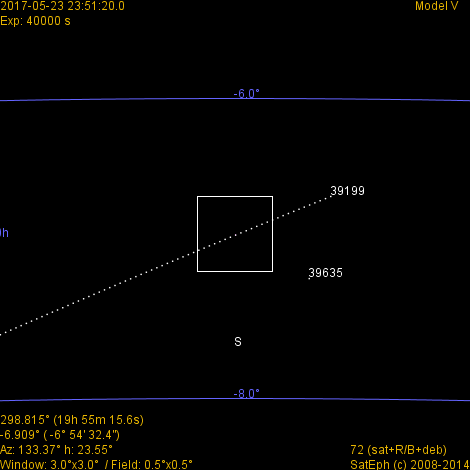 2017-05-23 23:51:20.0
Model V
Exp: 40000 s
-6.0°
39199
h
39635
S
-8.0°
298.815° (19h 55m 15.6s)
-6.909° ( -6° 54' 32.4")
Az: 133.37° h: 23.55°
72 (sat+R/B+deb)
Window: 3.0°x3.0° / Field: 0.5°x0.5°
SatEph (c) 2008-2014